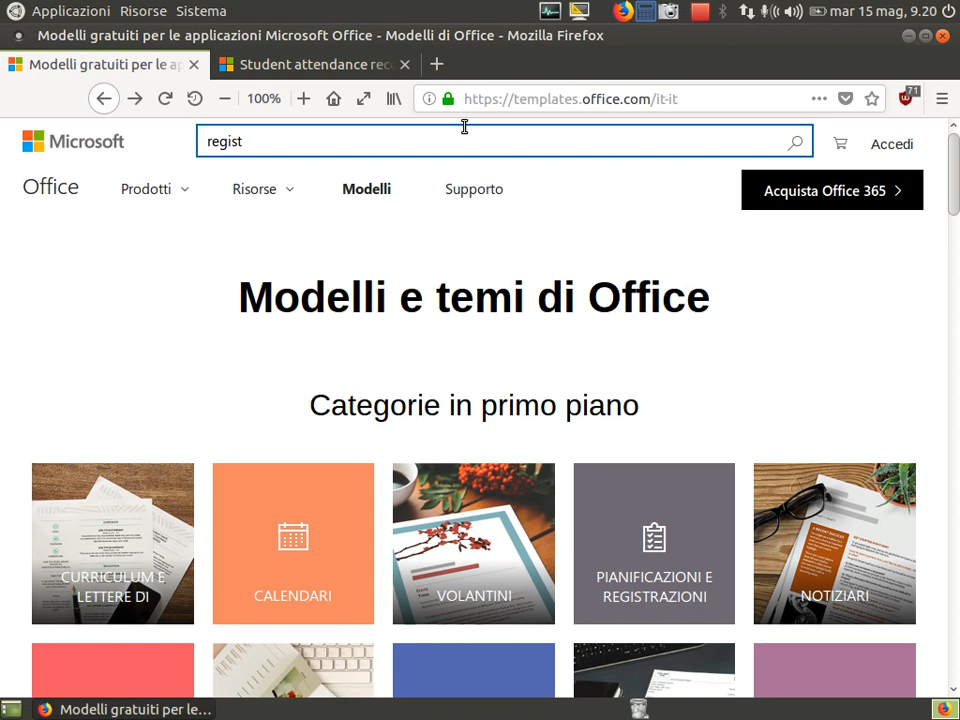 Applicazioni Risorse Sistema
mar 15 mag, 9.20
Modelli gratuiti per le applicazioni Microsoft Office - Modelli di Office - Mozilla Firefox
Modelli gratuiti per le ap
Student attendance rec
100%
https://templates.office.com/it-it
71
Microsoft
regist
Accedi
Office
Prodotti
Risorse
Modelli
Supporto
Acquista Office 365
Modelli e temi di Office
Categorie in primo piano
CURRICULUM E
LETTERE DI
CALENDARI
VOLANTINI
PIANIFICAZIONI E
REGISTRAZIONI
NOTIZIARI
Modelli gratuiti per le...